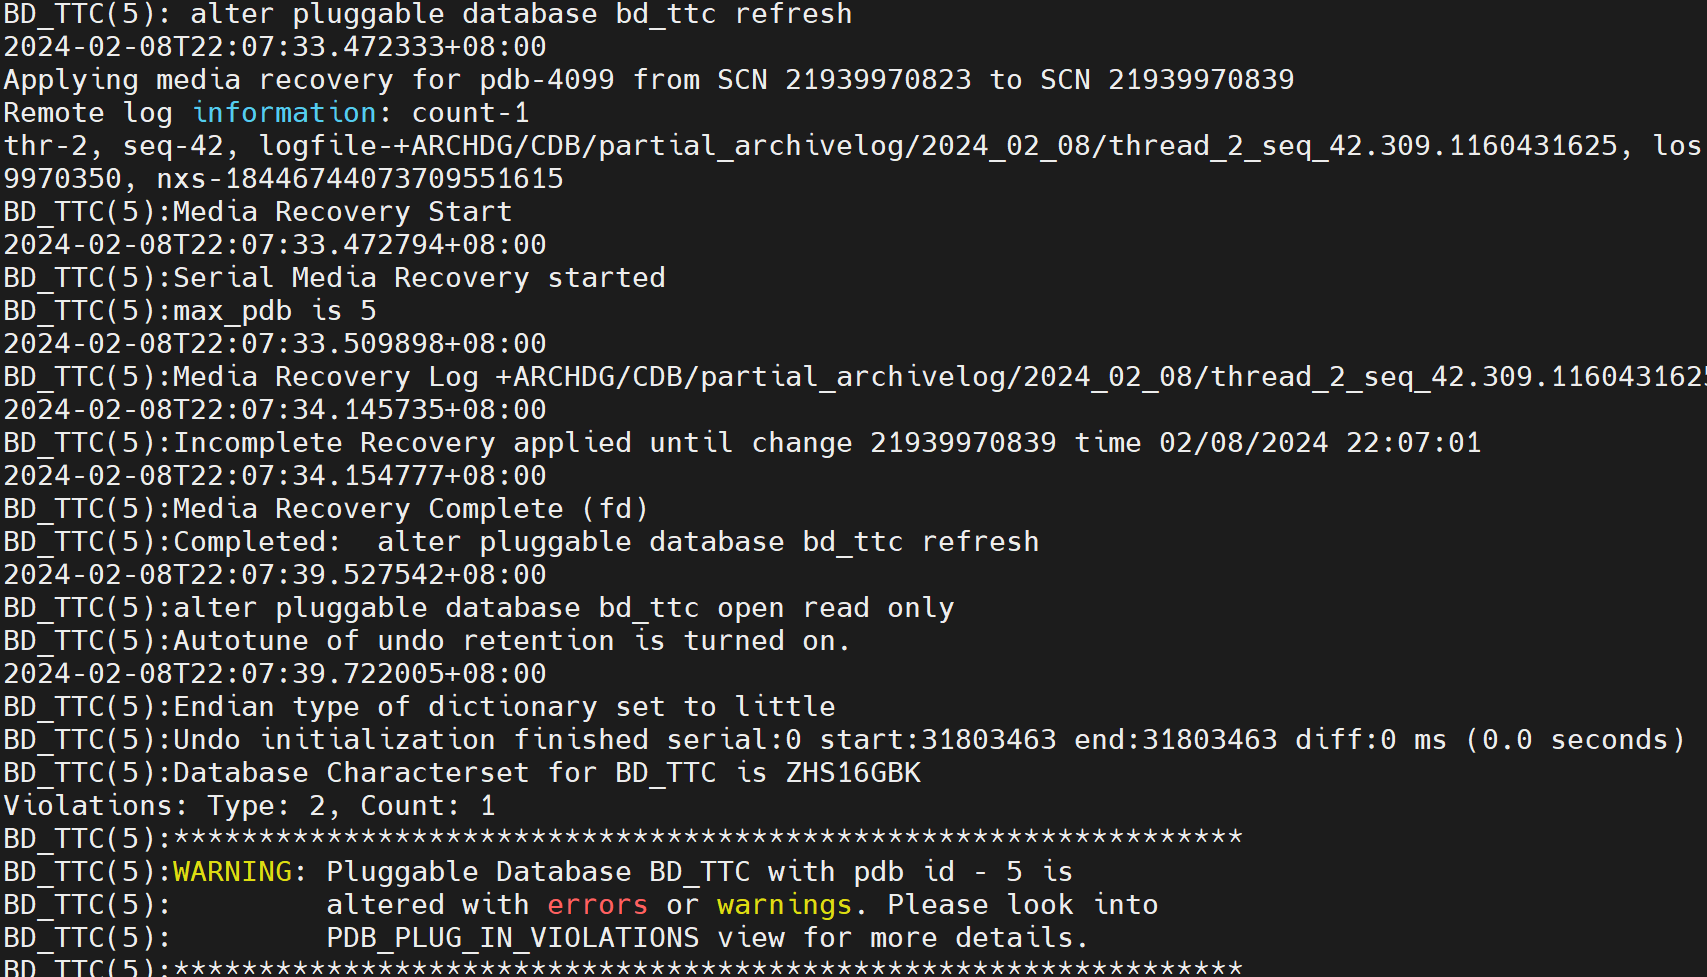 BD_TTC(5): alter pluggable database bd_ttc refresh
2024-02-08T22:07:33.472333+08:00
Applying media recovery for pdb-4099 from SCN 21939970823 to SCN 21939970839
Remote log information: count-1
thr-2, seq-42, logfile-+ARCHDG/CDB/partial_archivelog/2024_02_08/thread_2_seq_42.309.1160431625, los
9970350, nxs-18446744073709551615
BD_TTC(5):Media Recovery Start
2024-02-08T22:07:33.472794+08:00
BD_TTC(5):Serial Media Recovery started
BD_TTC(5):max_pdb is 5
2024-02-08T22:07:33.509898+08:00
BD_TTC(5):Media Recovery Log +ARCHDG/CDB/partial_archivelog/2024_02_08/thread_2_seq_42.309.1160431625
2024-02-08T22:07:34.145735+08:00
BD_TTC(5):Incomplete Recovery applied until change 21939970839 time 02/08/2024 22:07:01
2024-02-08T22:07:34.154777+08:00
BD_TTC(5):Media Recovery Complete (fd)
BD_TTC(5):Completed:  alter pluggable database bd_ttc refresh
2024-02-08T22:07:39.527542+08:00
BD_TTC(5):alter pluggable database bd_ttc open read only
BD_TTC(5):Autotune of undo retention is turned on.
2024-02-08T22:07:39.722005+08:00
BD_TTC(5):Endian type of dictionary set to little
BD_TTC(5):Undo initialization finished serial:0 start:31803463 end:31803463 diff:0 ms (0.0 seconds)
BD_TTC(5):Database Characterset for BD_TTC is ZHS16GBK
Violations: Type: 2, Count: 1
BD_TTC(5):***************************************************************
BD_TTC(5):WARNING: Pluggable Database BD_TTC with pdb id - 5 is
BD_TTC(5):         altered with errors or warnings. Please look into
BD_TTC(5):         PDB_PLUG_IN_VIOLATIONS view for more details.
BD_TTC(5):***************************************************************